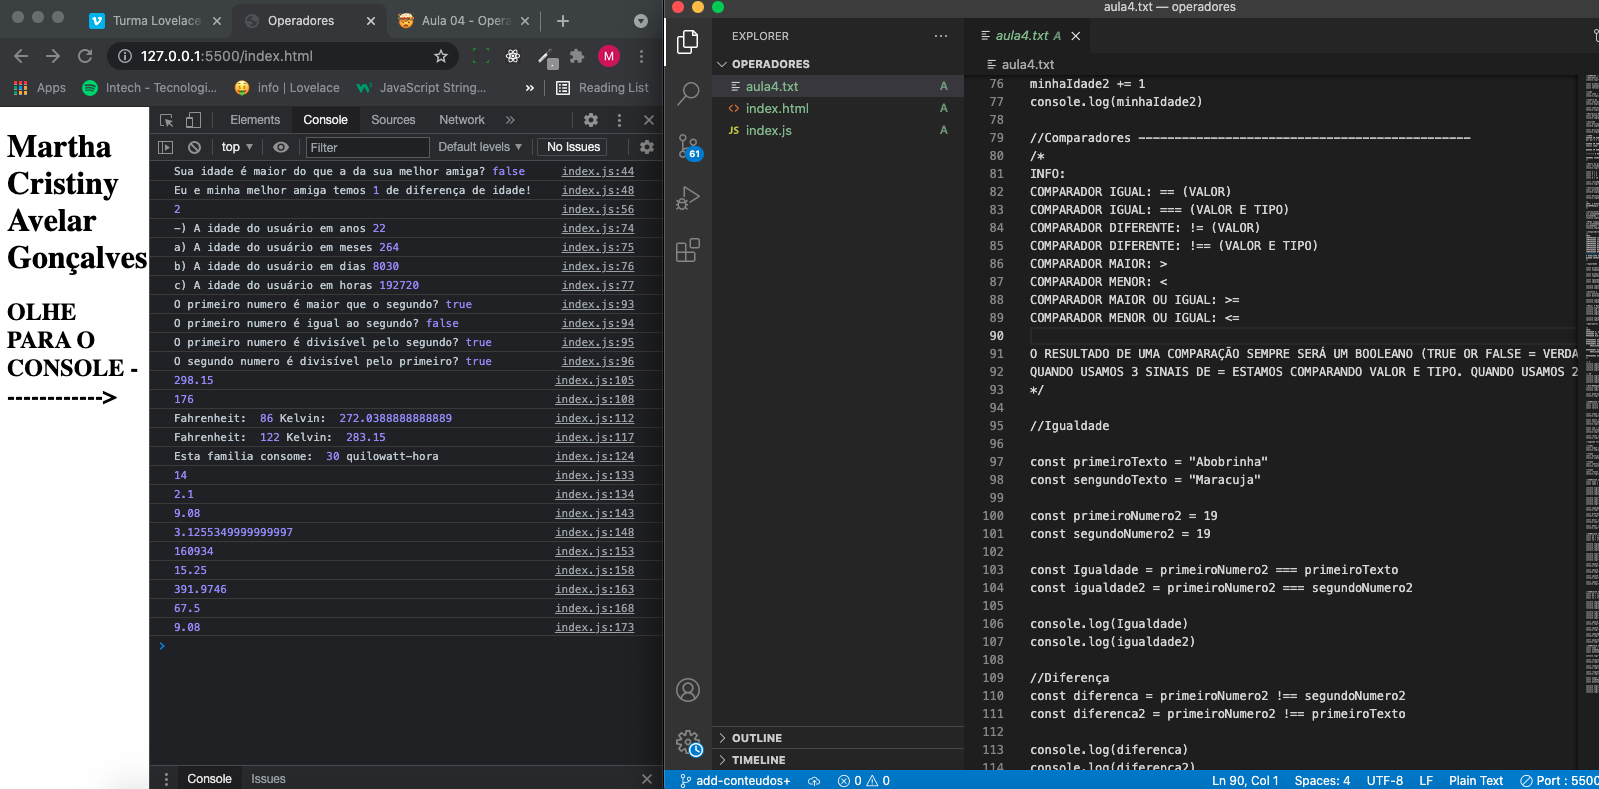 Turma Lovelace
Operadores
Aula 04 - Opera
127.0.0.1:5500/index.html
M
Apps
Intech - Tecnologi...
info | Lovelace
JavaScript String...
»
Reading List
Martha
Cristiny
Avelar
Gonçalves
OLHE
PARA O
CONSOLE -
------------>
Elements
Console
Sources
Network
»
top
Filter
Default levels
No Issues
Sua idade é maior do que a da sua melhor amiga? false index.js:44
Eu e minha melhor amiga temos 1 de diferença de idade! index.js:48
2 index.js:56
-) A idade do usuário em anos 22 index.js:74
a) A idade do usuário em meses 264 index.js:75
b) A idade do usuário em dias 8030 index.js:76
c) A idade do usuário em horas 192720 index.js:77
O primeiro numero é maior que o segundo? true index.js:93
O primeiro numero é igual ao segundo? false index.js:94
O primeiro numero é divisível pelo segundo? true index.js:95
O segundo numero é divisível pelo primeiro? true index.js:96
298.15 index.js:105
176 index.js:108
Fahrenheit:  86 Kelvin:  272.0388888888889 index.js:112
Fahrenheit:  122 Kelvin:  283.15 index.js:117
Esta familia consome:  30 quilowatt-hora index.js:124
14 index.js:133
2.1 index.js:134
9.08 index.js:143
3.1255349999999997 index.js:148
160934 index.js:153
15.25 index.js:158
391.9746 index.js:163
67.5 index.js:168
9.08 index.js:173
>
Console
Issues
aula4.txt — operadores
EXPLORER
OPERADORES
aula4.txt A
index.html A
JS index.js A
61
OUTLINE
TIMELINE
aula4.txt A
aula4.txt
76 minhaIdade2 += 1
77 console.log(minhaIdade2)
78
79 //Comparadores ----------------------------------------------
80 /*
81 INFO:
82 COMPARADOR IGUAL: == (VALOR)
83 COMPARADOR IGUAL: === (VALOR E TIPO)
84 COMPARADOR DIFERENTE: != (VALOR)
85 COMPARADOR DIFERENTE: !== (VALOR E TIPO)
86 COMPARADOR MAIOR: >
87 COMPARADOR MENOR: <
88 COMPARADOR MAIOR OU IGUAL: >=
89 COMPARADOR MENOR OU IGUAL: <=
90
91 O RESULTADO DE UMA COMPARAÇÃO SEMPRE SERÁ UM BOOLEANO (TRUE OR FALSE = VERDA
92 QUANDO USAMOS 3 SINAIS DE = ESTAMOS COMPARANDO VALOR E TIPO. QUANDO USAMOS 2
93 */
94
95 //Igualdade
96
97 const primeiroTexto = "Abobrinha"
98 const sengundoTexto = "Maracuja"
99
100 const primeiroNumero2 = 19
101 const segundoNumero2 = 19
102
103 const Igualdade = primeiroNumero2 === primeiroTexto
104 const igualdade2 = primeiroNumero2 === segundoNumero2
105
106 console.log(Igualdade)
107 console.log(igualdade2)
108
109 //Diferença
110 const diferenca = primeiroNumero2 !== segundoNumero2
111 const diferenca2 = primeiroNumero2 !== primeiroTexto
112
113 console.log(diferenca)
114 console.log(diferenca2)
add-conteudos+
0 0
Ln 90, Col 1
Spaces: 4
UTF-8
LF
Plain Text
Port : 5500